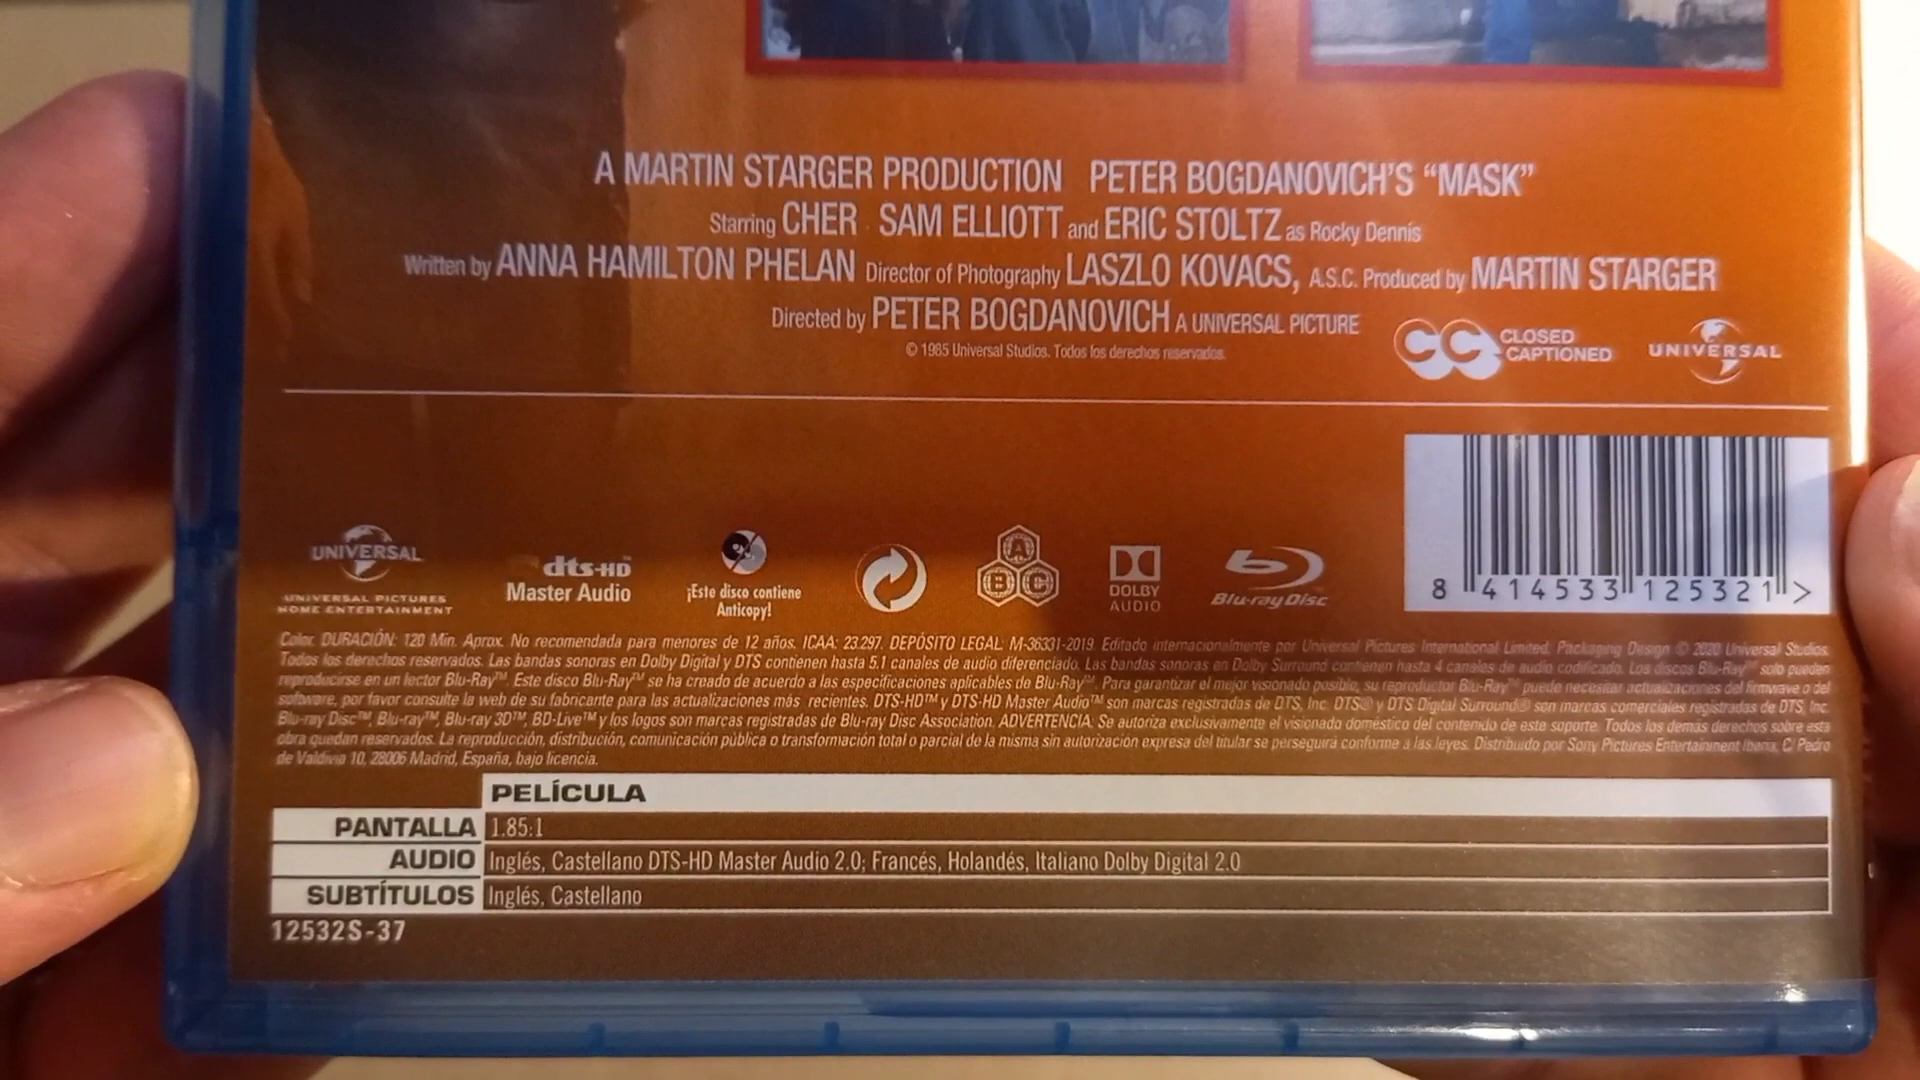 A MARTIN STARGER PRODUCTION PETER BOGDANOVICH'S "MASK"
Starring CHER SAM ELLIOTT and ERIC STOLTZ as Rocky Dennis
Written by ANNA HAMILTON PHELAN Director of Photography LASZLO KOVACS, A.S.C. Produced by MARTIN STARGER
Directed by PETER BOGDANOVICH A UNIVERSAL PICTURE
© 1985 Universal Studios. Todos los derechos reservados.
CC CLOSED CAPTIONED
UNIVERSAL
UNIVERSAL
UNIVERSAL PICTURES
HOME ENTERTAINMENT
dts-HD™
Master Audio
¡Este disco contiene
Anticopy!
A
B C
DOLBY
AUDIO
Blu-ray Disc
8 414533 125321 >
Color. DURACIÓN: 120 Min. Aprox. No recomendada para menores de 12 años. ICAA: 23.297. DEPÓSITO LEGAL: M-36331-2019. Editado internacionalmente por Universal Pictures International Limited. Packaging Design © 2020 Universal Studios.
Todos los derechos reservados. Las bandas sonoras en Dolby Digital y DTS contienen hasta 5.1 canales de audio diferenciado. Las bandas sonoras en Dolby Surround contienen hasta 4 canales de audio codificado. Los discos Blu-Ray™ solo pueden
reproducirse en un lector Blu-Ray™. Este disco Blu-Ray™ se ha creado de acuerdo a las especificaciones aplicables de Blu-Ray™. Para garantizar el mejor visionado posible, su reproductor Blu-Ray™ puede necesitar actualizaciones del firmware o del
software, por favor consulte la web de su fabricante para las actualizaciones más recientes. DTS-HD™ y DTS-HD Master Audio™ son marcas registradas de DTS, Inc. DTS® y DTS Digital Surround® son marcas comerciales registradas de DTS, Inc.
Blu-ray Disc™, Blu-ray™, Blu-ray 3D™, BD-Live™ y los logos son marcas registradas de Blu-ray Disc Association. ADVERTENCIA: Se autoriza exclusivamente el visionado doméstico del contenido de este soporte. Todos los demás derechos sobre esta
obra quedan reservados. La reproducción, distribución, comunicación pública o transformación total o parcial de la misma sin autorización expresa del titular se perseguirá conforme a las leyes. Distribuido por Sony Pictures Entertainment Iberia, C/ Pedro
de Valdivia 10, 28006 Madrid, España, bajo licencia.
PELÍCULA
PANTALLA 1.85:1
AUDIO Inglés, Castellano DTS-HD Master Audio 2.0; Francés, Holandés, Italiano Dolby Digital 2.0
SUBTÍTULOS Inglés, Castellano
12532S-37